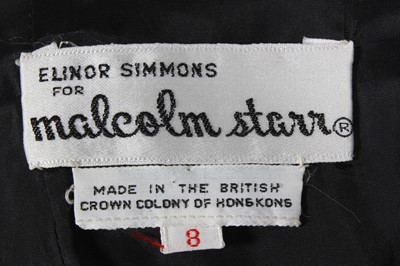 ELINOR SIMMONS
FOR
malcolm starr®
MADE IN THE BRITISH
CROWN COLONY OF HONGKONG
8